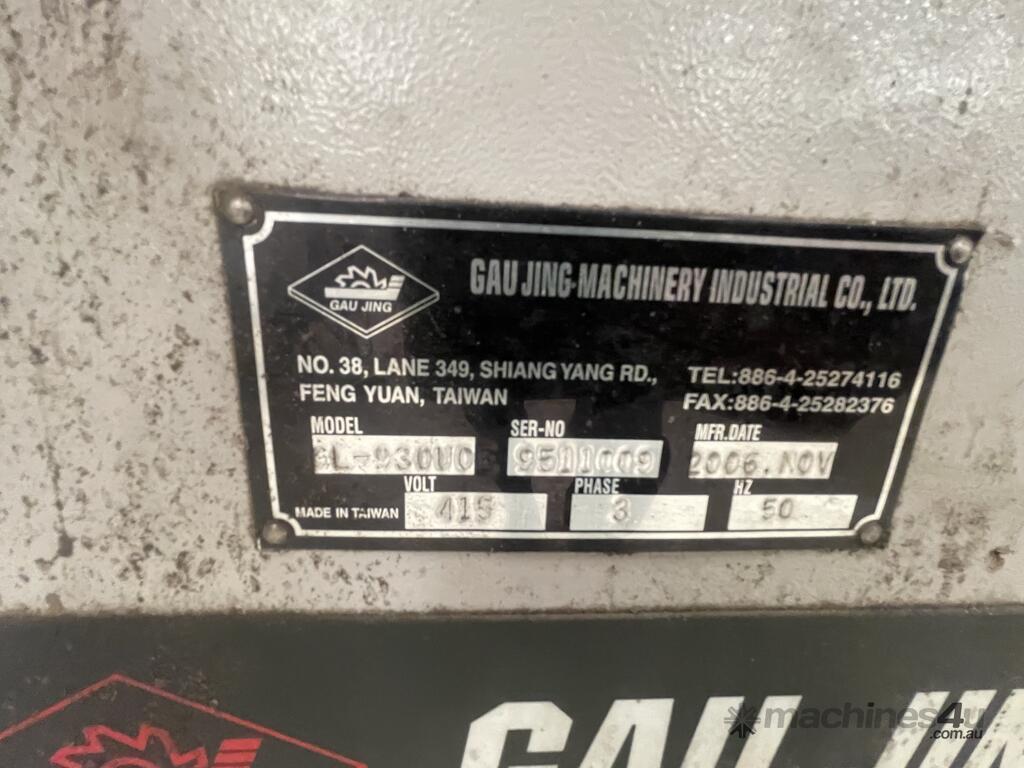 GAU JING
GAU JING MACHINERY INDUSTRIAL CO., LTD.
NO. 38, LANE 349, SHIANG YANG RD.,
FENG YUAN, TAIWAN
TEL:886-4-25274116
FAX:886-4-25282376
MODEL SER-NO MFR.DATE
9511009 2006.NOV
VOLT PHASE HZ
MADE IN TAIWAN 415 3 50
GAU
machines4u
.com.au